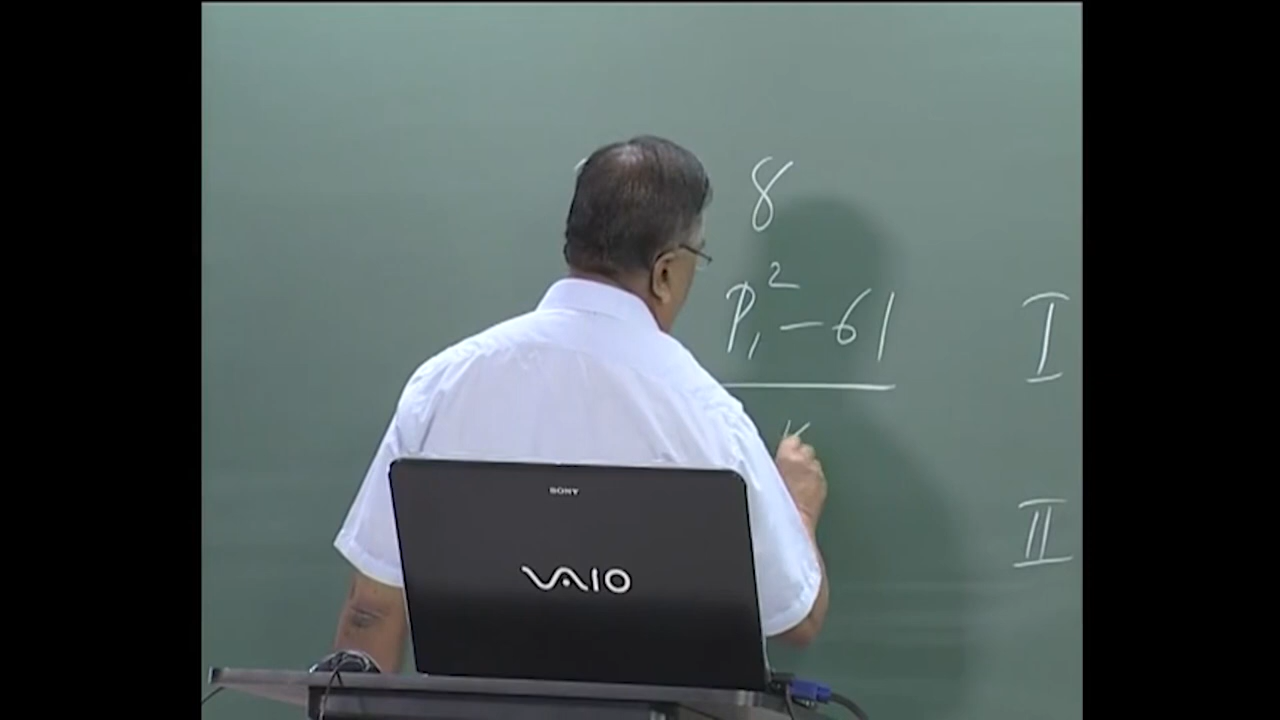 8
P₁² - 61
I
II
SONY
VAIO